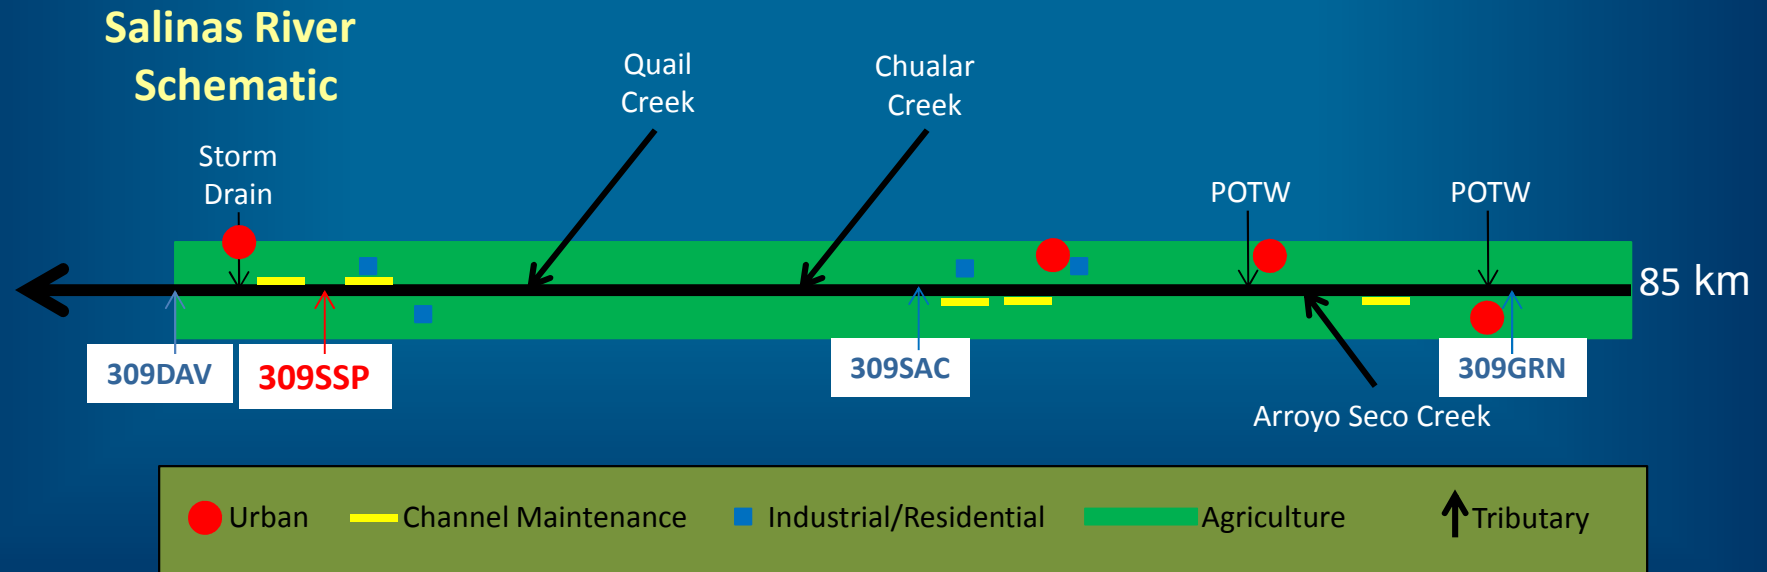 Salinas River
Schematic
Quail
Creek
Chualar
Creek
Storm
Drain
POTW
POTW
85 km
309DAV
309SSP
309SAC
309GRN
Arroyo Seco Creek
Urban
Channel Maintenance
Industrial/Residential
Agriculture
Tributary